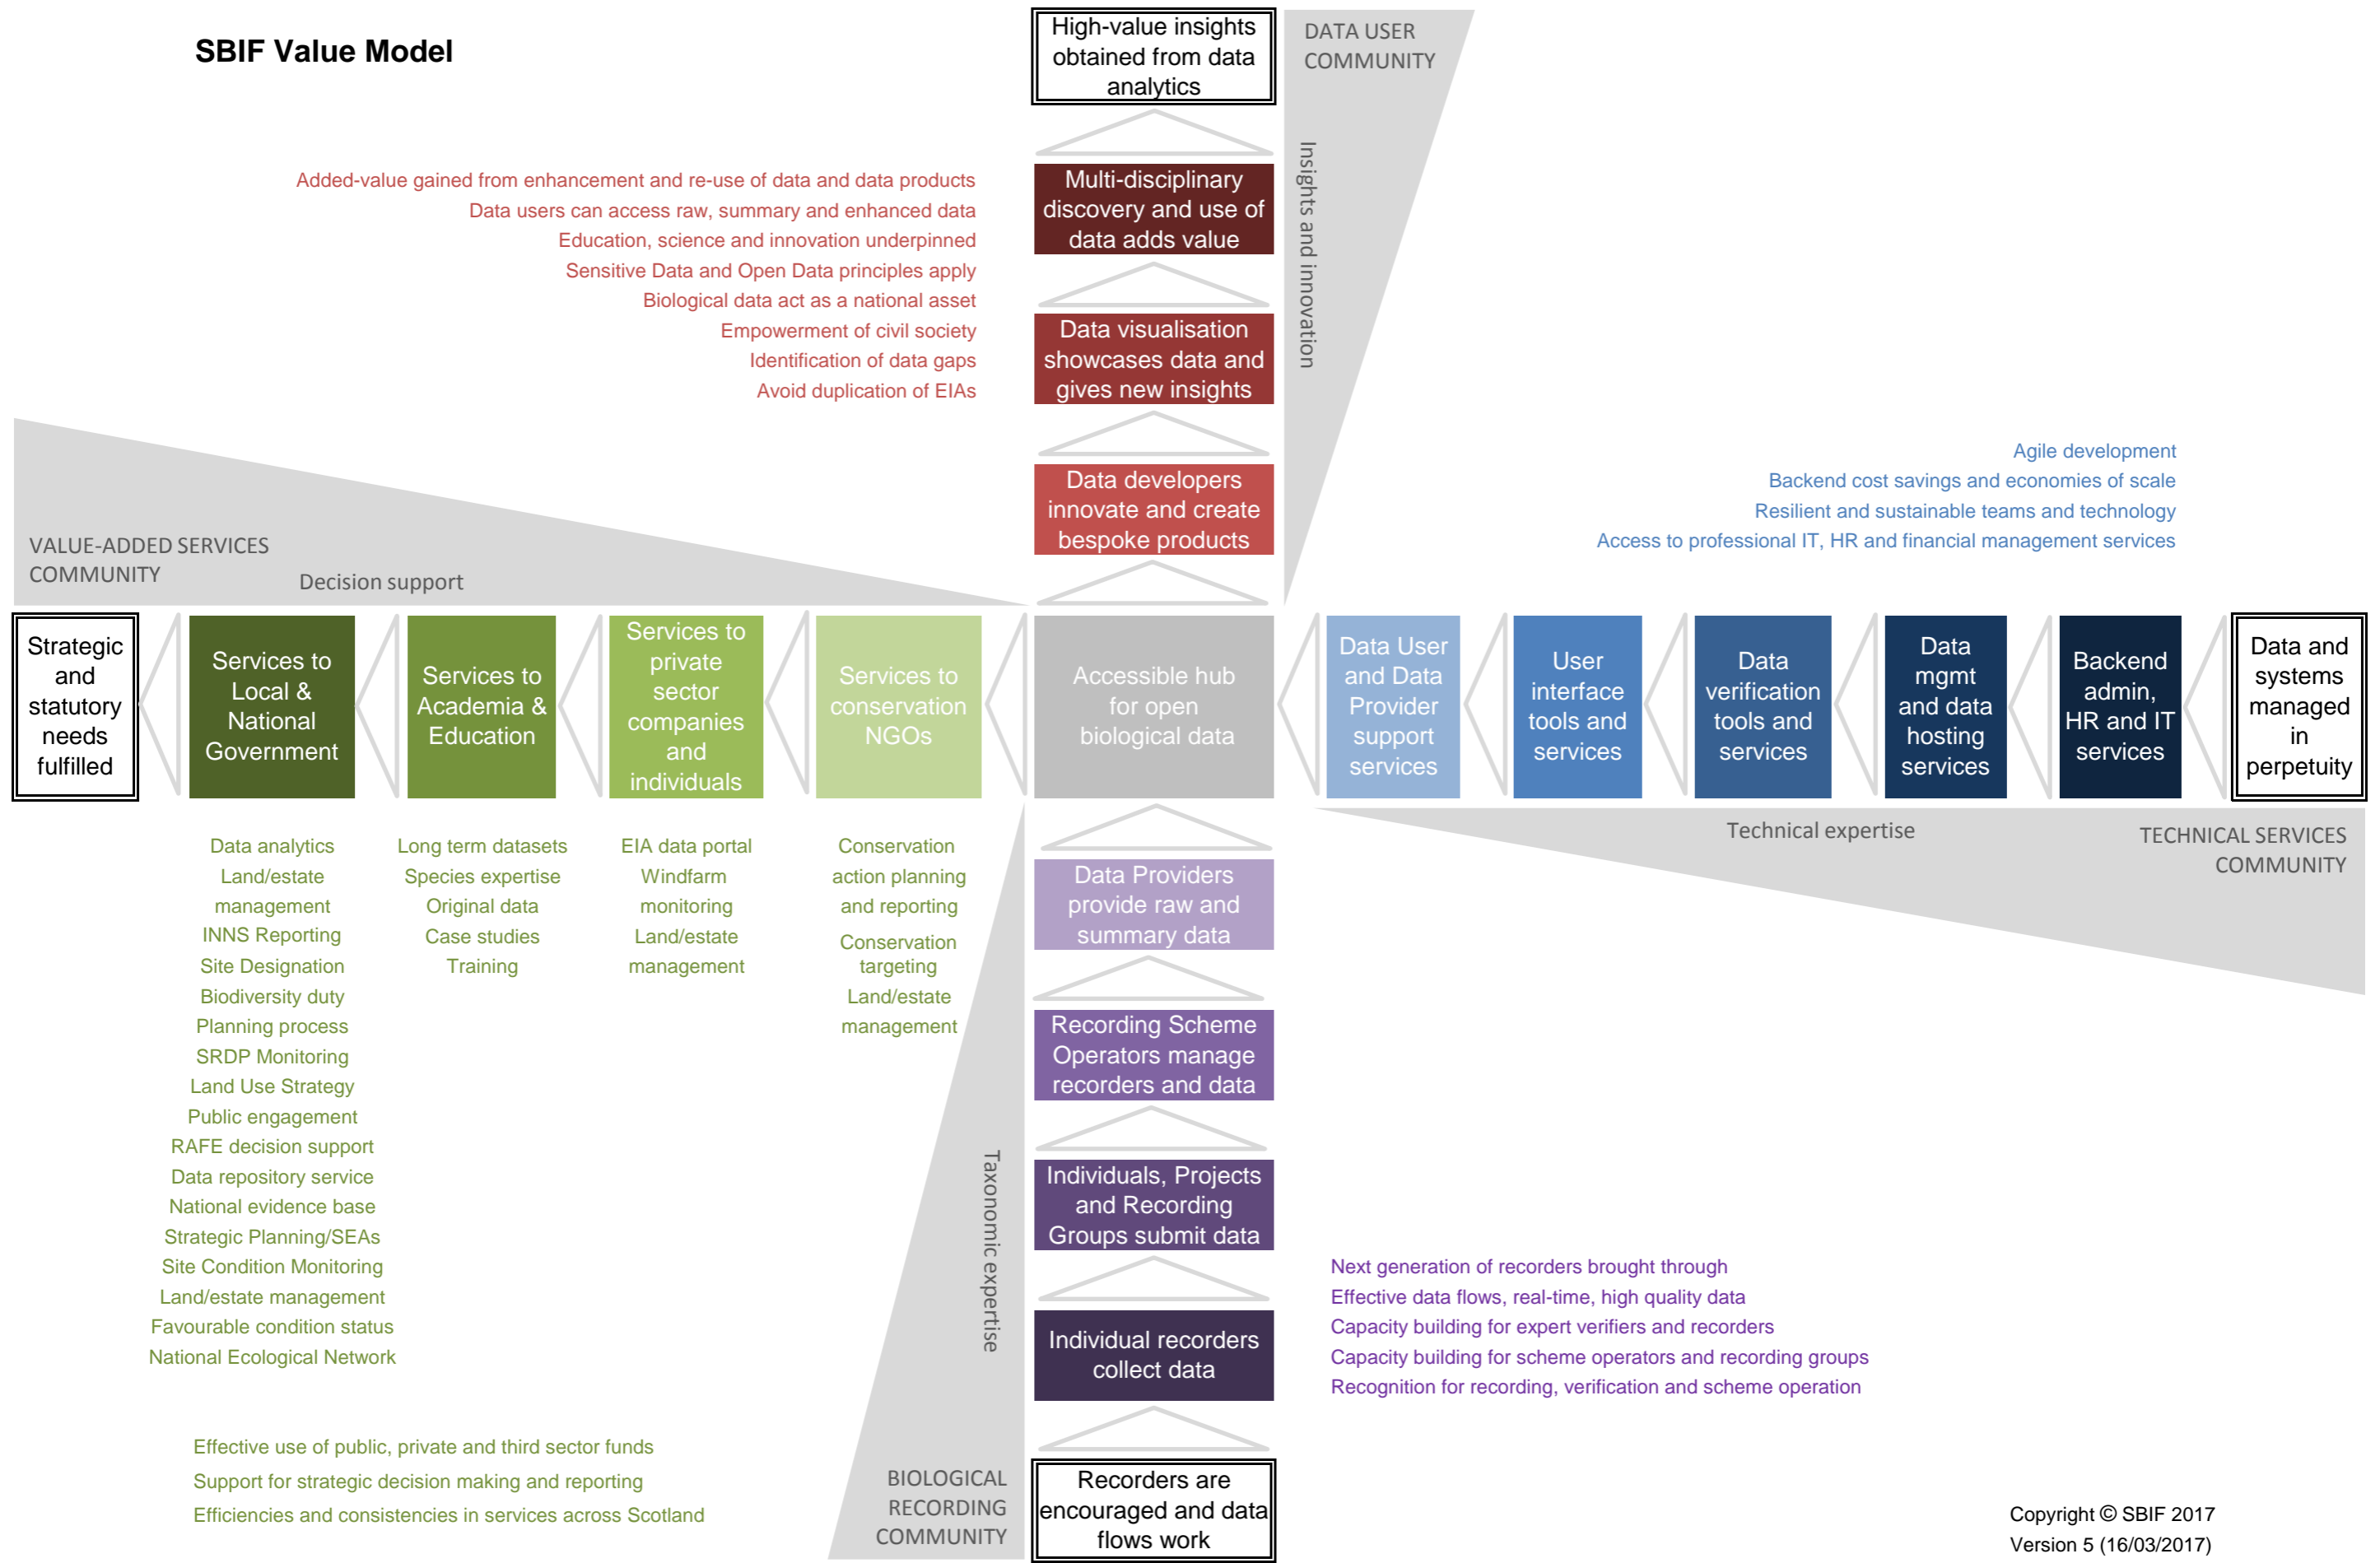 SBIF Value Model
High-value insights
obtained from data
analytics
DATA USER
COMMUNITY
Insights and innovation
Added-value gained from enhancement and re-use of data and data products
Data users can access raw, summary and enhanced data
Education, science and innovation underpinned
Sensitive Data and Open Data principles apply
Biological data act as a national asset
Empowerment of civil society
Identification of data gaps
Avoid duplication of EIAs
Multi-disciplinary
discovery and use of
data adds value
Data visualisation
showcases data and
gives new insights
Data developers
innovate and create
bespoke products
Agile development
Backend cost savings and economies of scale
Resilient and sustainable teams and technology
Access to professional IT, HR and financial management services
VALUE-ADDED SERVICES
COMMUNITY
Decision support
Strategic
and
statutory
needs
fulfilled
Services to
Local &
National
Government
Services to
Academia &
Education
Services to
private
sector
companies
and
individuals
Services to
conservation
NGOs
Accessible hub
for open
biological data
Data User
and Data
Provider
support
services
User
interface
tools and
services
Data
verification
tools and
services
Data
mgmt
and data
hosting
services
Backend
admin,
HR and IT
services
Data and
systems
managed
in
perpetuity
Technical expertise
TECHNICAL SERVICES
COMMUNITY
Data analytics
Land/estate
management
INNS Reporting
Site Designation
Biodiversity duty
Planning process
SRDP Monitoring
Land Use Strategy
Public engagement
RAFE decision support
Data repository service
National evidence base
Strategic Planning/SEAs
Site Condition Monitoring
Land/estate management
Favourable condition status
National Ecological Network
Long term datasets
Species expertise
Original data
Case studies
Training
EIA data portal
Windfarm
monitoring
Land/estate
management
Conservation
action planning
and reporting
Conservation
targeting
Land/estate
management
Data Providers
provide raw and
summary data
Recording Scheme
Operators manage
recorders and data
Individuals, Projects
and Recording
Groups submit data
Individual recorders
collect data
Recorders are
encouraged and data
flows work
Taxonomic expertise
BIOLOGICAL
RECORDING
COMMUNITY
Next generation of recorders brought through
Effective data flows, real-time, high quality data
Capacity building for expert verifiers and recorders
Capacity building for scheme operators and recording groups
Recognition for recording, verification and scheme operation
Effective use of public, private and third sector funds
Support for strategic decision making and reporting
Efficiencies and consistencies in services across Scotland
Copyright © SBIF 2017
Version 5 (16/03/2017)